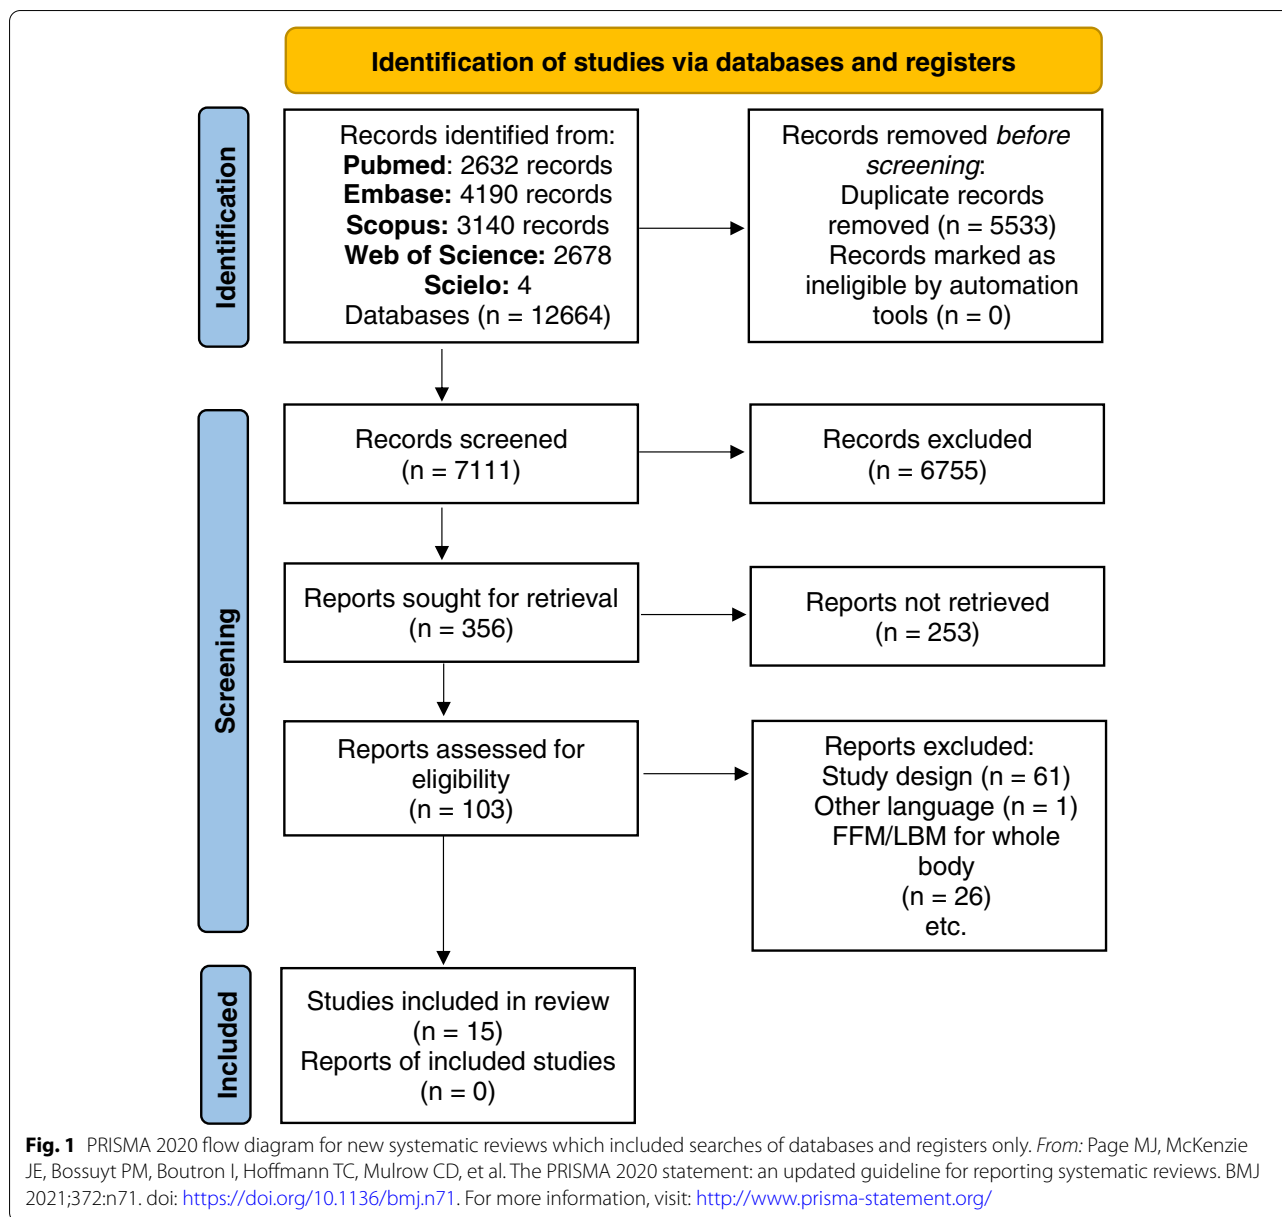 Identification of studies via databases and registers
Identification
Records identified from:
Pubmed: 2632 records
Embase: 4190 records
Scopus: 3140 records
Web of Science: 2678
Scielo: 4
Databases (n = 12664)
Records removed before
screening:
Duplicate records
removed (n = 5533)
Records marked as
ineligible by automation
tools (n = 0)
Screening
Records screened
(n = 7111)
Records excluded
(n = 6755)
Reports sought for retrieval
(n = 356)
Reports not retrieved
(n = 253)
Reports assessed for
eligibility
(n = 103)
Reports excluded:
Study design (n = 61)
Other language (n = 1)
FFM/LBM for whole
body
(n = 26)
etc.
Included
Studies included in review
(n = 15)
Reports of included studies
(n = 0)
Fig. 1 PRISMA 2020 flow diagram for new systematic reviews which included searches of databases and registers only. From: Page MJ, McKenzie
JE, Bossuyt PM, Boutron I, Hoffmann TC, Mulrow CD, et al. The PRISMA 2020 statement: an updated guideline for reporting systematic reviews. BMJ
2021;372:n71. doi: https://doi.org/10.1136/bmj.n71. For more information, visit: http://www.prisma-statement.org/